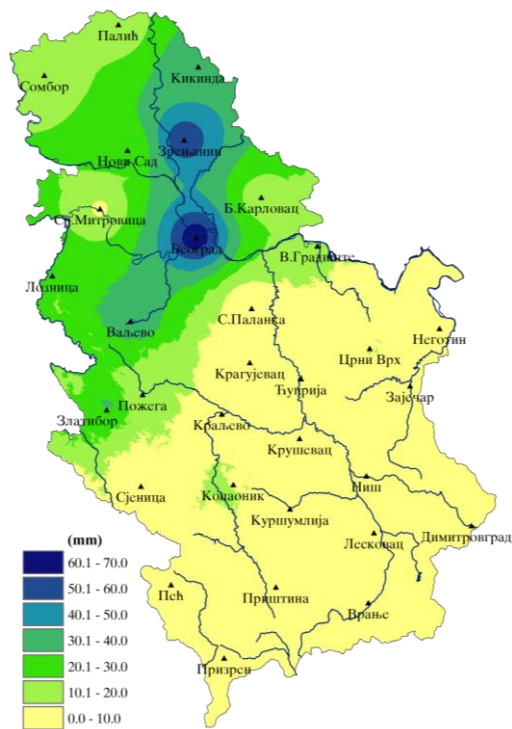 Палић
Кикинда
Сомбор
Зрењанин
Нови Сад
Ср.Митровица
Б.Карловац
Београд
В.Градиште
Лозница
С.Паланка
Ваљево
Неготин
Црни Врх
Крагујевац
Ћуприја
Зајечар
Пожега
Златибор
Краљево
Крушевац
Ниш
Сјеница
Копаоник
Куршумлија
Димитровград
Лесковац
(mm)
60.1 - 70.0
50.1 - 60.0
40.1 - 50.0
30.1 - 40.0
20.1 - 30.0
10.1 - 20.0
0.0 - 10.0
Пећ
Приштина
Врање
Призрен